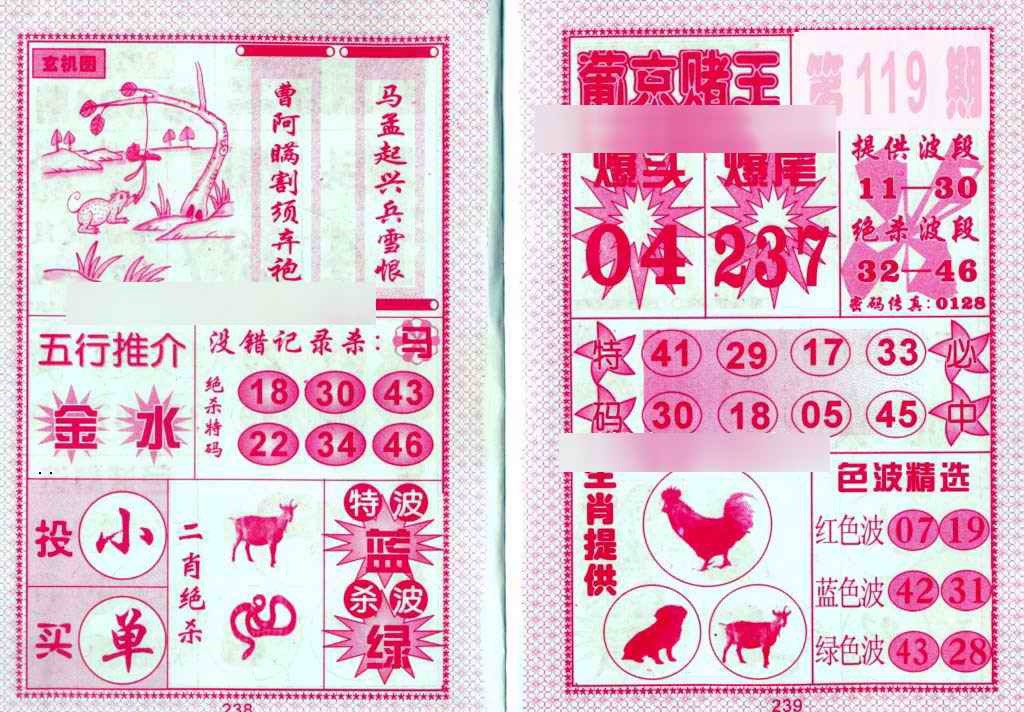 玄机图
马孟起兴兵雪恨
曹阿瞒割须弃袍
五行推介
金 水
没错记录杀：马
绝杀特码
18 30 43
22 34 46
投 小
买 单
二肖绝杀
特波
蓝
杀波
绿
238
葡京赌王
第119期
爆头
04
爆尾
237
提供波段
11—30
绝杀波段
32—46
密码传真:0128
特码
41 29 17 33
30 18 05 45
必中
生肖提供
色波精选
红色波 07 19
蓝色波 42 31
绿色波 43 28
239